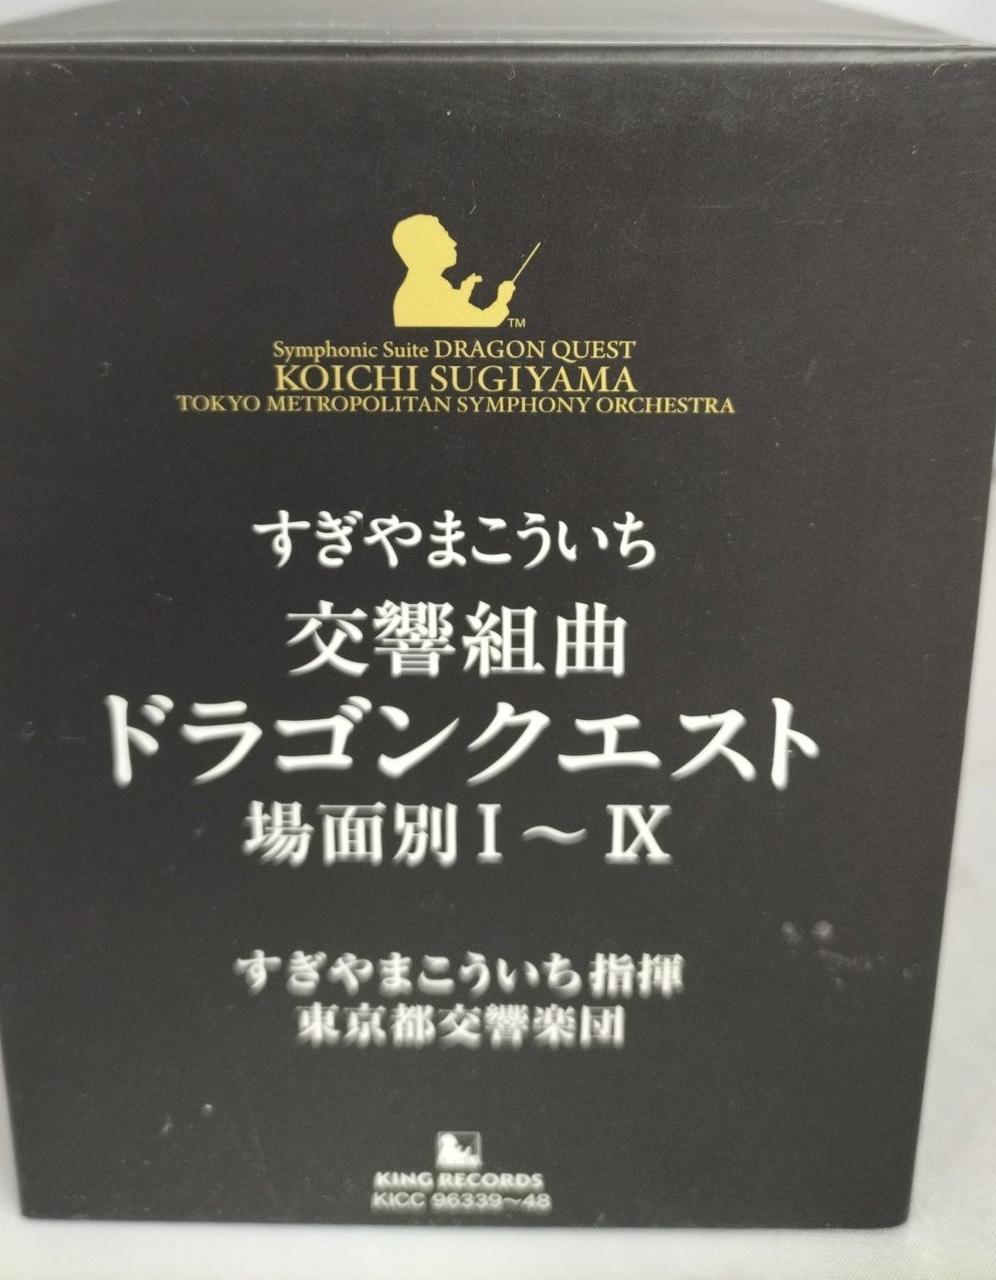 TM
Symphonic Suite DRAGON QUEST
KOICHI SUGIYAMA
TOKYO METROPOLITAN SYMPHONY ORCHESTRA
すぎやまこういち
交響組曲
ドラゴンクエスト
場面別Ⅰ～Ⅸ
すぎやまこういち指揮
東京都交響楽団
KING RECORDS
KICC 96339～48